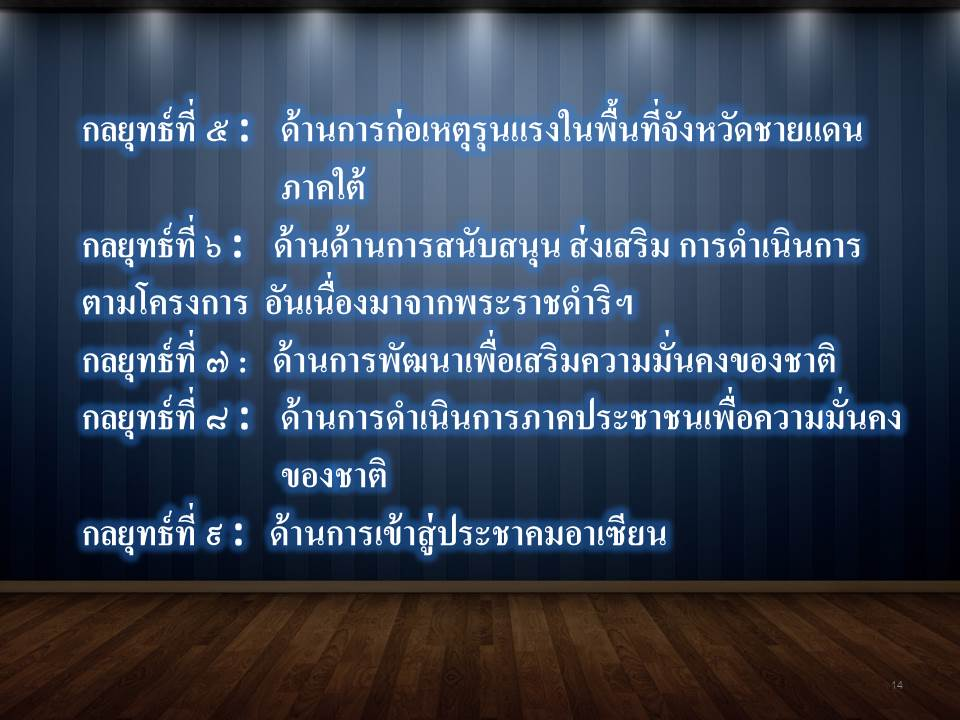 กลยุทธ์ที่ ๕ : ด้านการก่อเหตุรุนแรงในพื้นที่จังหวัดชายแดน
ภาคใต้
กลยุทธ์ที่ ๖ : ด้านด้านการสนับสนุน ส่งเสริม การดำเนินการ
ตามโครงการ อันเนื่องมาจากพระราชดำริฯ
กลยุทธ์ที่ ๗ : ด้านการพัฒนาเพื่อเสริมความมั่นคงของชาติ
กลยุทธ์ที่ ๘ : ด้านการดำเนินการภาคประชาชนเพื่อความมั่นคง
ของชาติ
กลยุทธ์ที่ ๙ : ด้านการเข้าสู่ประชาคมอาเซียน
14